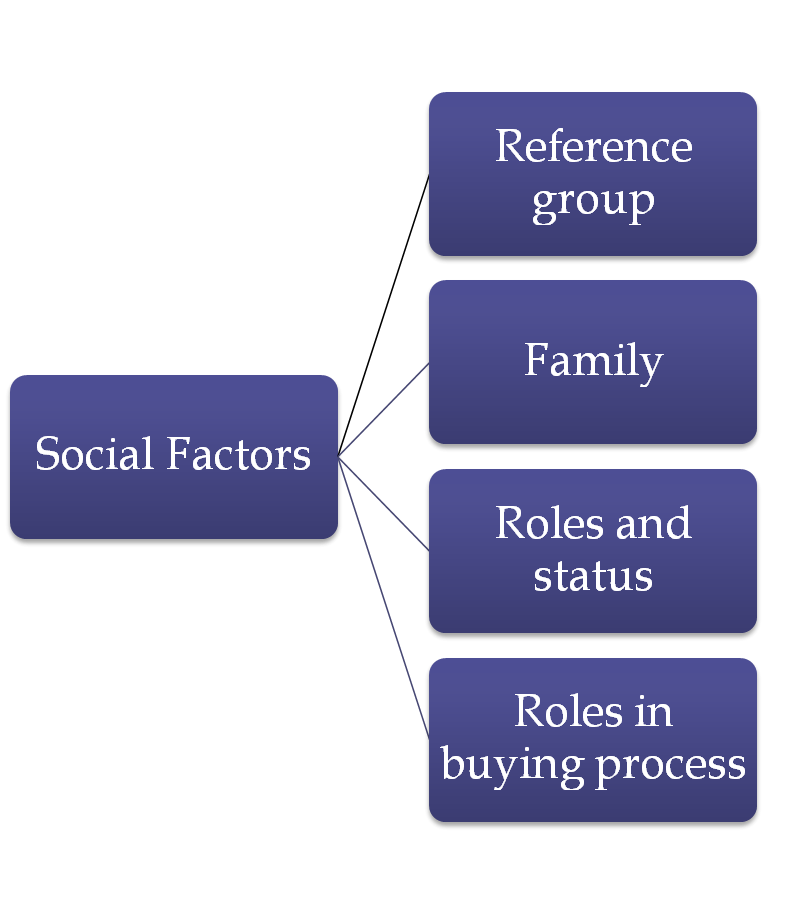 Reference
group
Family
Social Factors
Roles and
status
Roles in
buying process